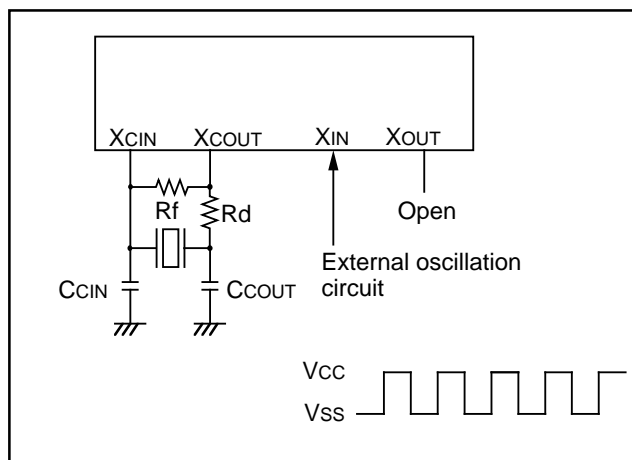 XCIN XCOUT XIN XOUT
Rf Rd Open
External oscillation
circuit
CCIN CCOUT
VCC
VSS